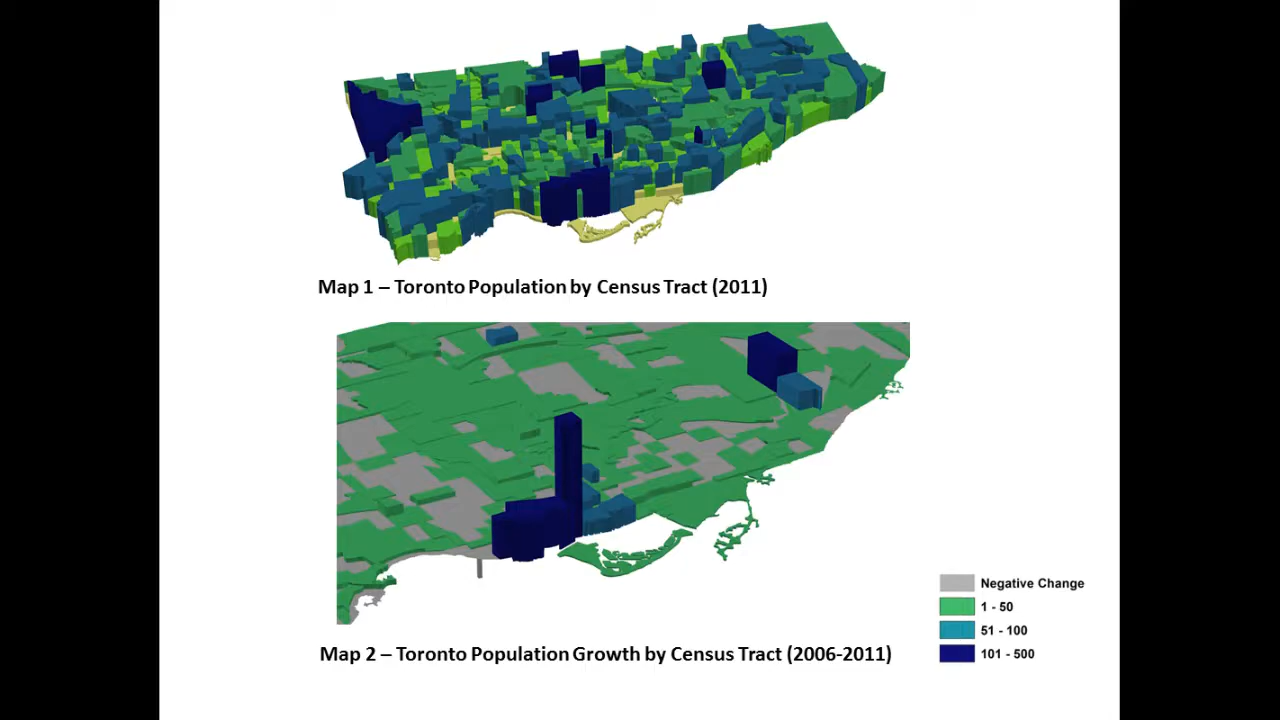 Map 1 – Toronto Population by Census Tract (2011)
Negative Change
1 - 50
51 - 100
101 - 500
Map 2 – Toronto Population Growth by Census Tract (2006-2011)